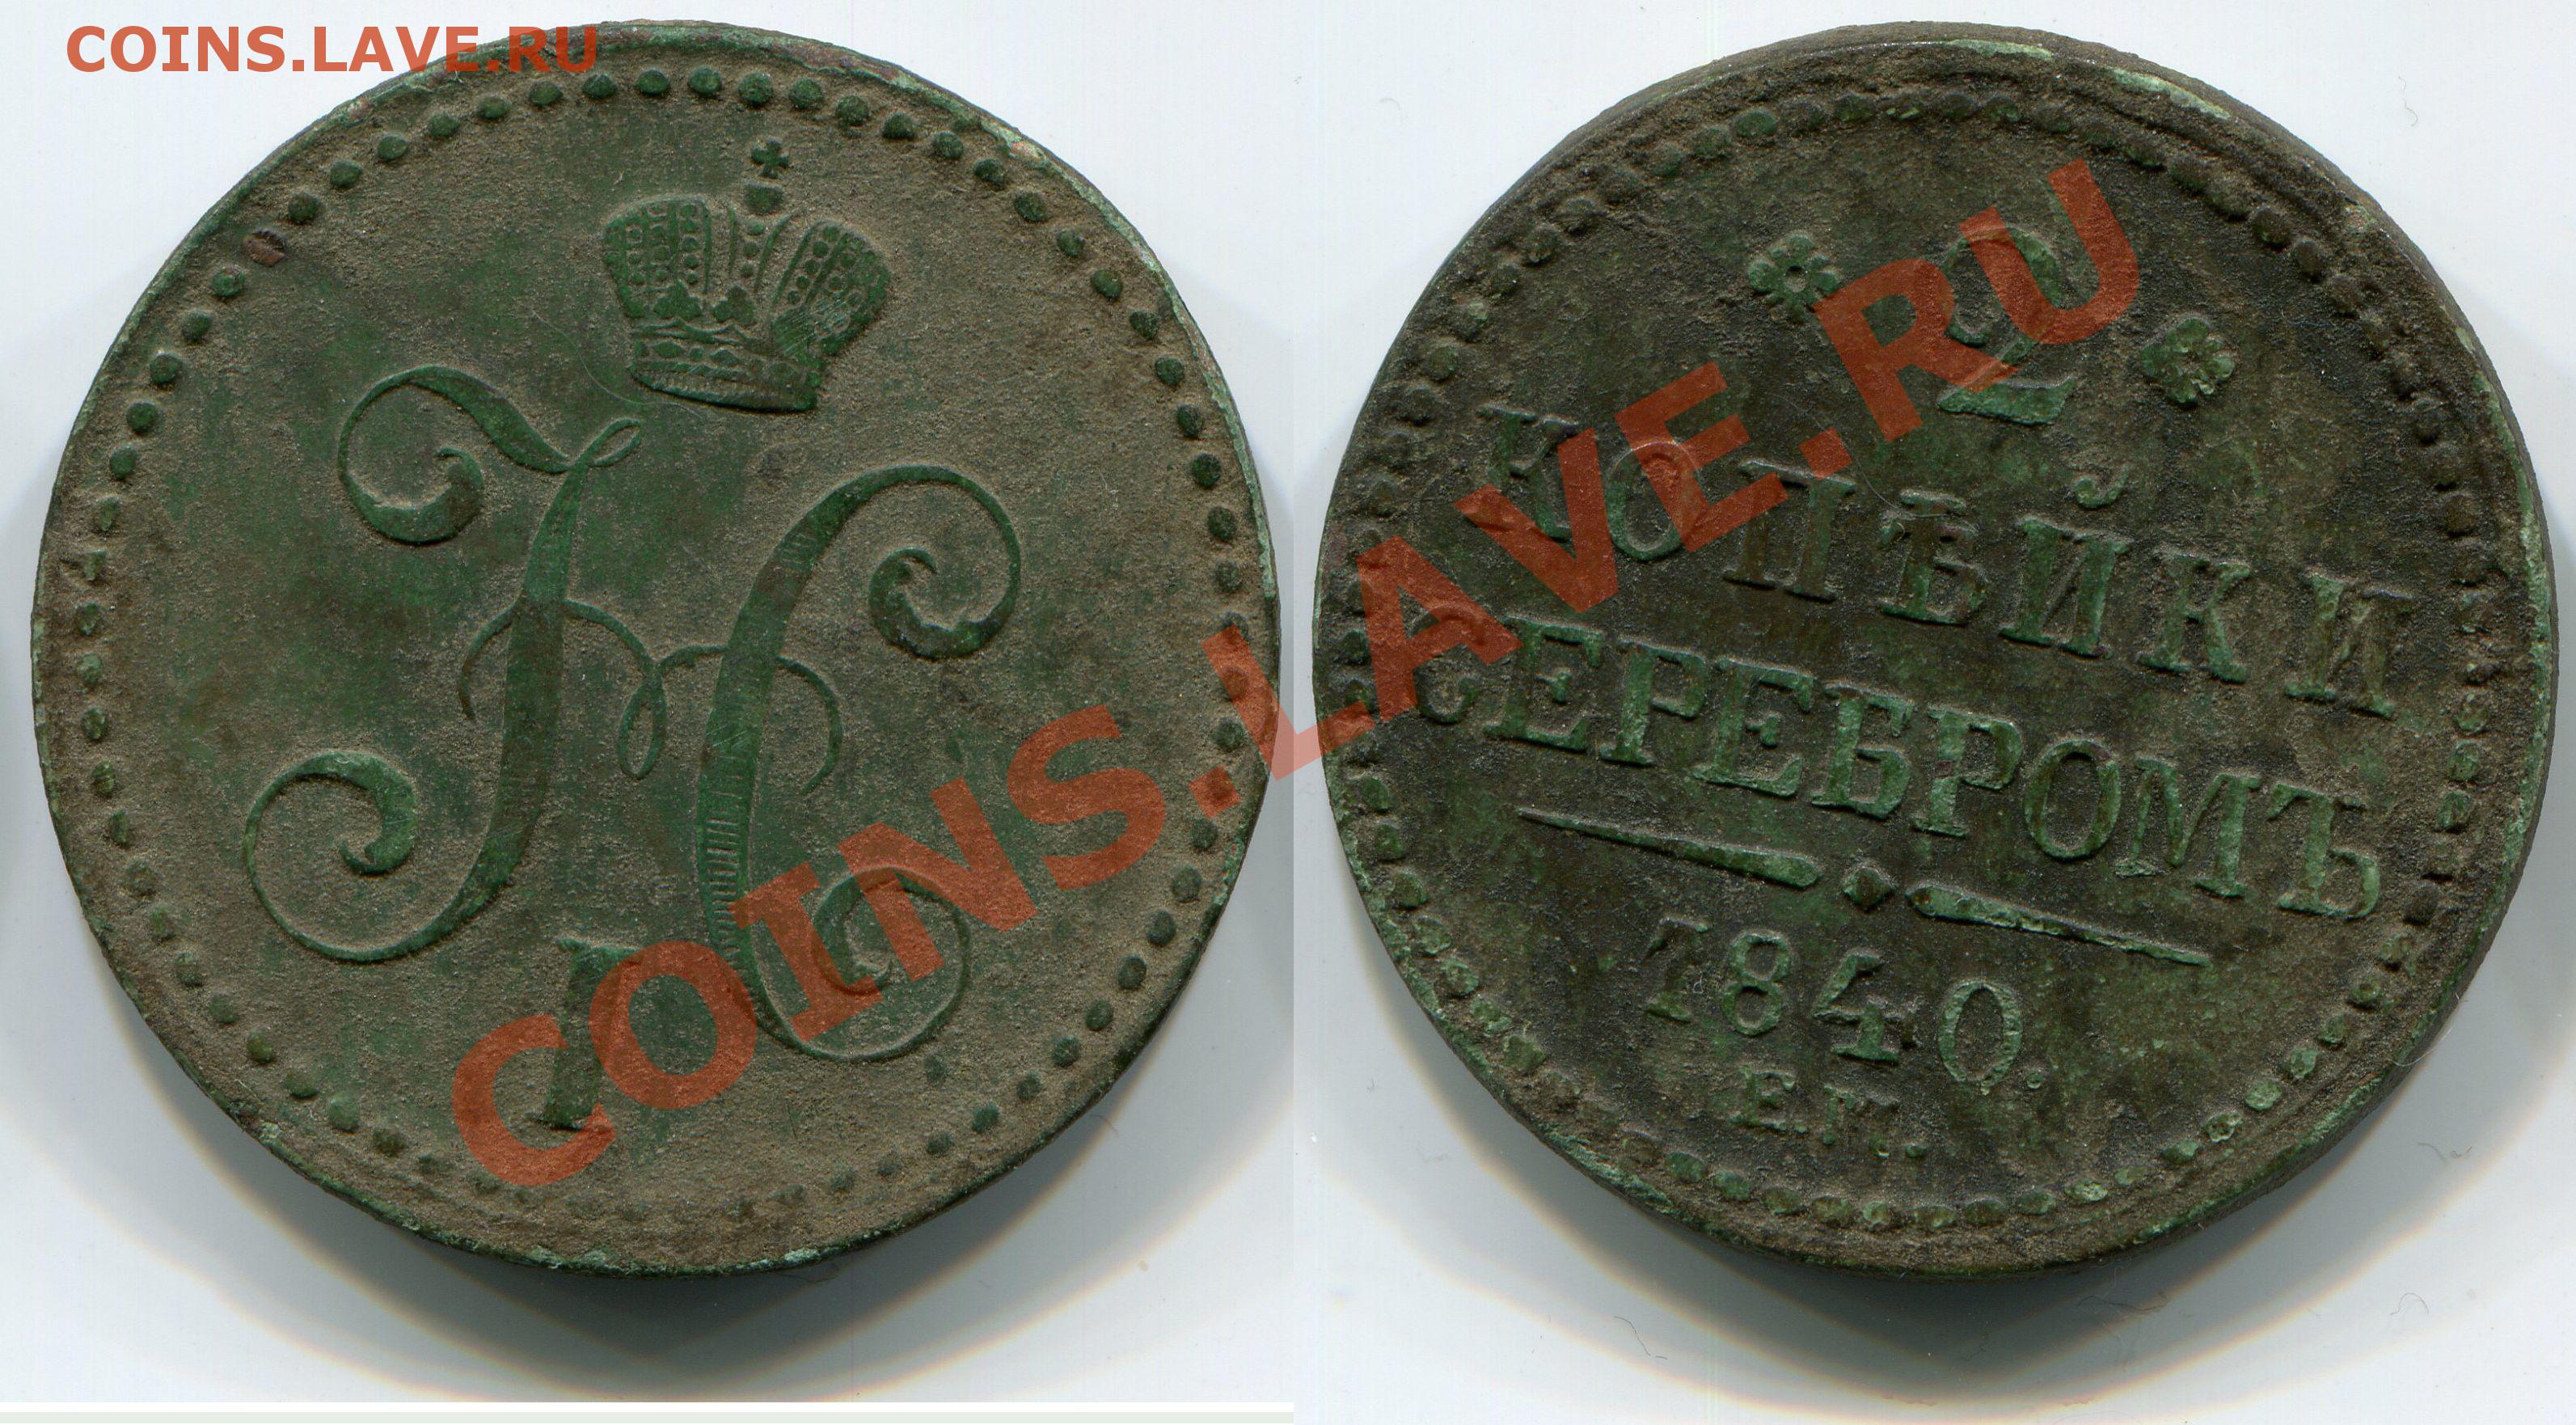 COINS.LAVE.RU
I
2
КОПѢЙКИ
СЕРЕБРОМЪ
1840.
Е.М.
COINS.LAVE.RU